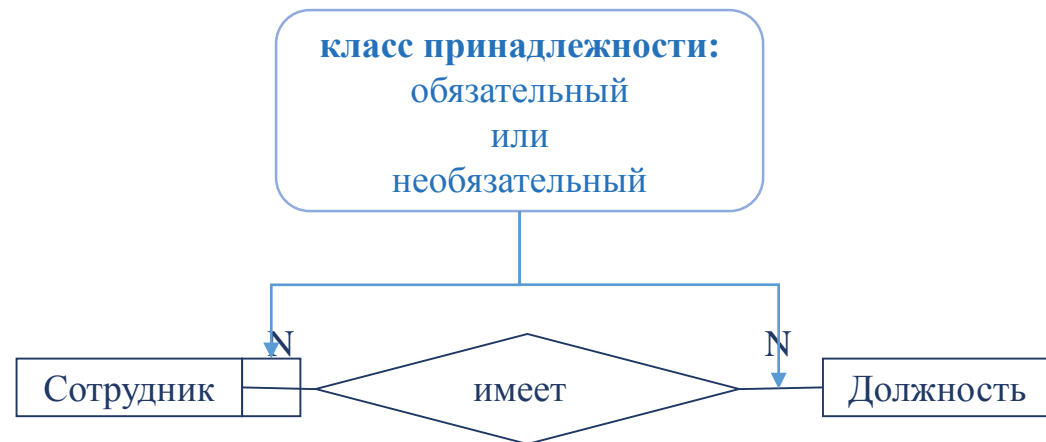 класс принадлежности:
обязательный
или
необязательный
N N
Сотрудник имеет Должность